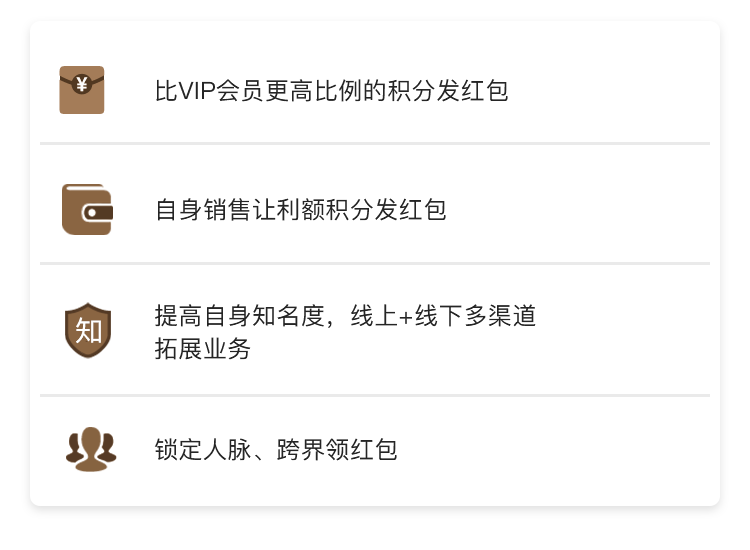 ¥
比VIP会员更高比例的积分发红包
自身销售让利额积分发红包
知
提高自身知名度，线上+线下多渠道
拓展业务
锁定人脉、跨界领红包